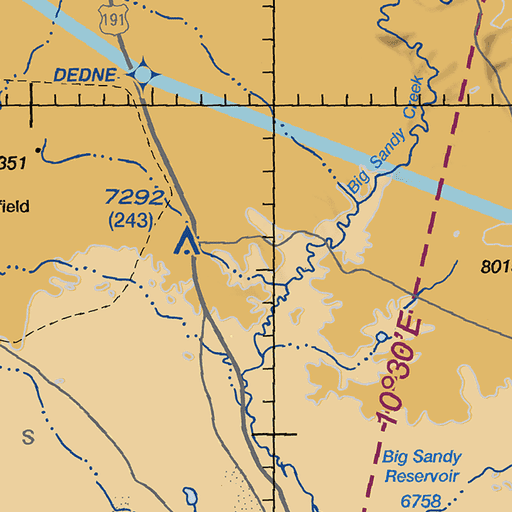 191
DEDNE
351
Big Sandy Creek
7292
(243)
field
801
10°30'E
S
Big Sandy
Reservoir
6758